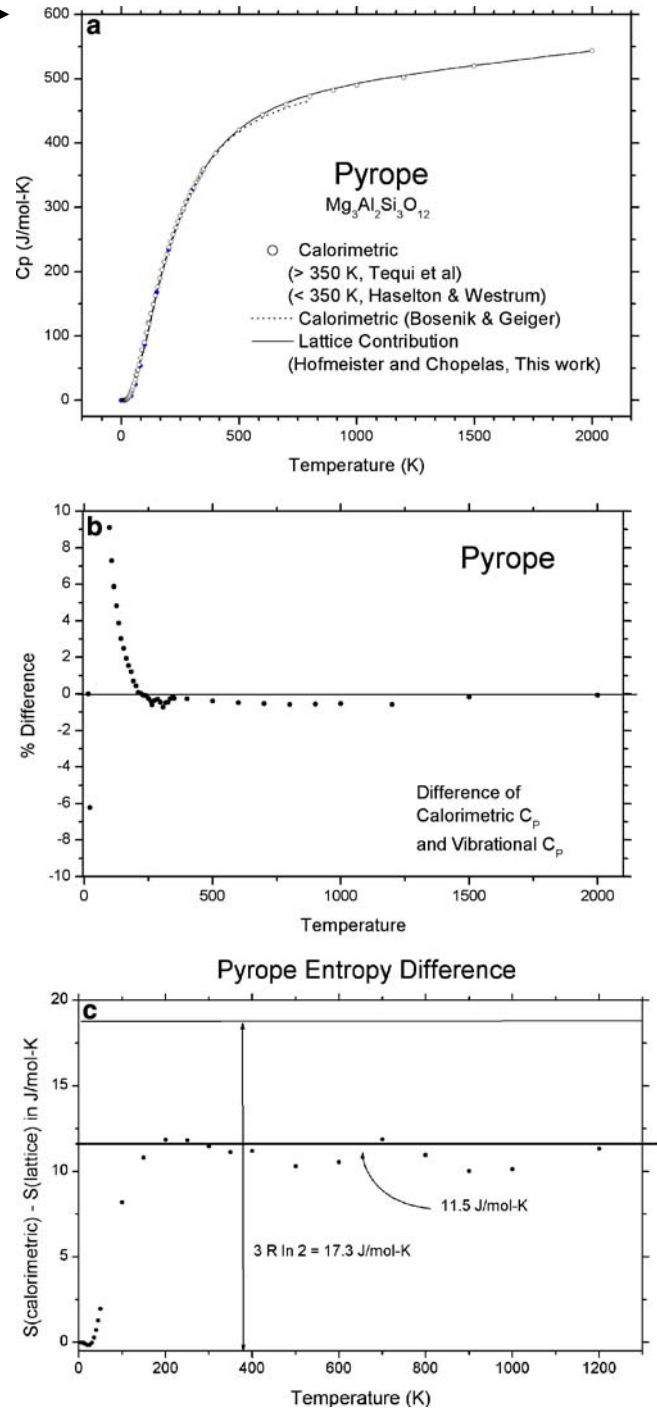 a
600
500
400
300
200
100
0
Cp (J/mol-K)
Pyrope
Mg₃Al₂Si₃O₁₂
Calorimetric
(> 350 K, Tequi et al)
(< 350 K, Haselton & Westrum)
Calorimetric (Bosenik & Geiger)
Lattice Contribution
(Hofmeister and Chopelas, This work)
0 500 1000 1500 2000
Temperature (K)
b
10
8
6
4
2
0
-2
-4
-6
-8
-10
% Difference
Pyrope
Difference of
Calorimetric C_P
and Vibrational C_P
0 500 1000 1500 2000
Temperature
Pyrope Entropy Difference
c
20
15
10
5
0
S(calorimetric) - S(lattice) in J/mol-K
11.5 J/mol-K
3 R ln 2 = 17.3 J/mol-K
0 200 400 600 800 1000 1200
Temperature (K)